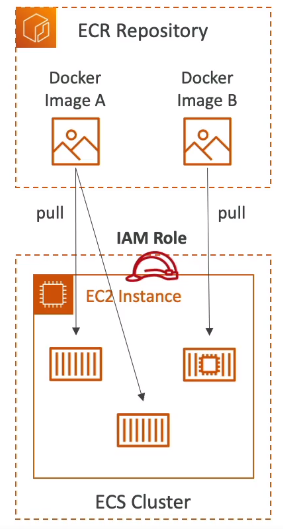 ECR Repository
Docker
Image A
Docker
Image B
pull
pull
IAM Role
EC2 Instance
ECS Cluster